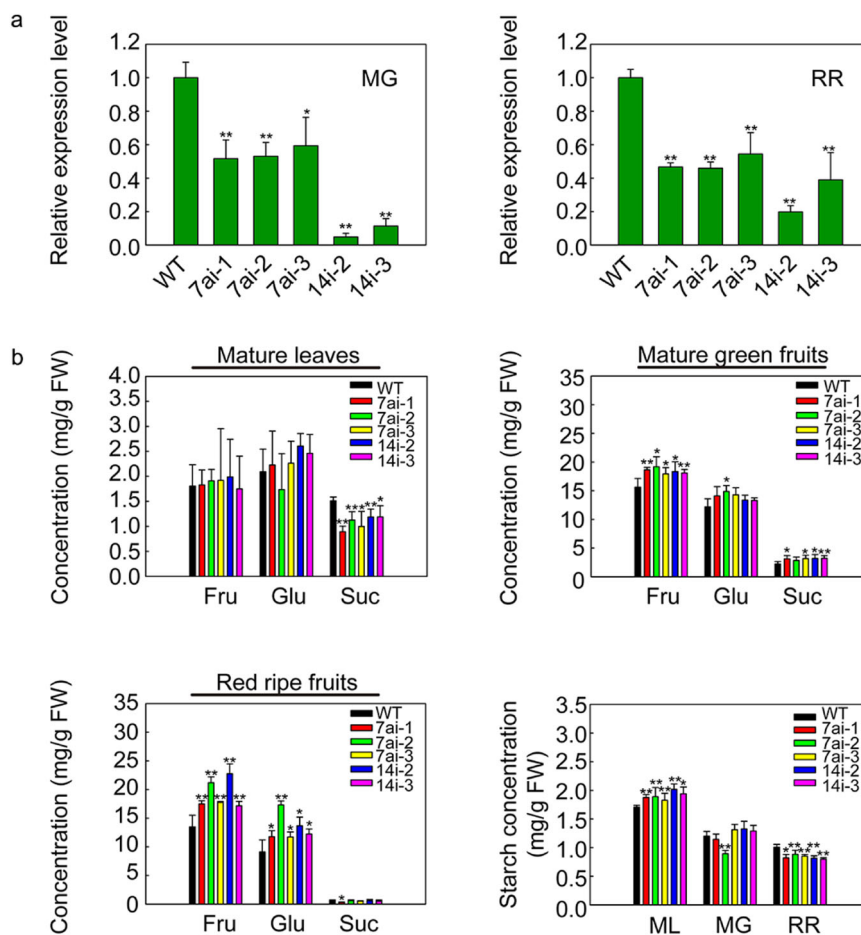 a
Relative expression level
1.2
1.0
0.8
0.6
0.4
0.2
0.0
MG
**
**
*
**
**
WT
7ai-1
7ai-2
7ai-3
14i-2
14i-3
Relative expression level
1.2
1.0
0.8
0.6
0.4
0.2
0.0
RR
**
**
**
**
**
WT
7ai-1
7ai-2
7ai-3
14i-2
14i-3
b
Mature leaves
Concentration (mg/g FW)
4.0
3.5
3.0
2.5
2.0
1.5
1.0
0.5
0.0
WT
7ai-1
7ai-2
7ai-3
14i-2
14i-3
** *** ** *
Fru Glu Suc
Mature green fruits
Concentration (mg/g FW)
35
30
25
20
15
10
5
0
WT
7ai-1
7ai-2
7ai-3
14i-2
14i-3
** * * * **
*
* * * **
Fru Glu Suc
Red ripe fruits
Concentration (mg/g FW)
35
30
25
20
15
10
5
0
WT
7ai-1
7ai-2
7ai-3
14i-2
14i-3
** ** ** ** **
* ** * * *
*
Fru Glu Suc
Starch concentration
(mg/g FW)
3.5
3.0
2.5
2.0
1.5
1.0
0.5
0.0
WT
7ai-1
7ai-2
7ai-3
14i-2
14i-3
** ** ** ** *
**
* ** ** ** **
ML MG RR